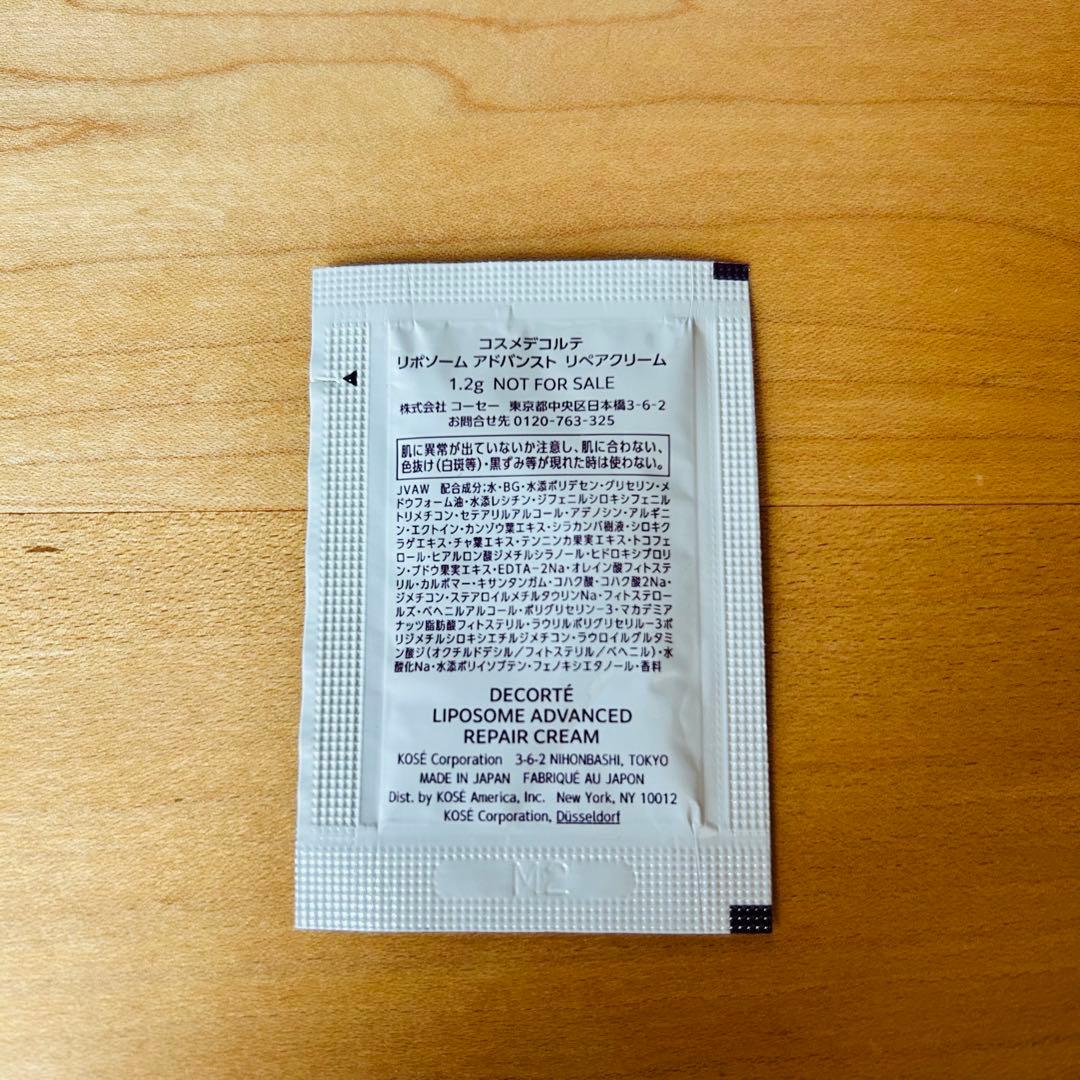 コスメデコルテ
リポソーム アドバンスト リペアクリーム
1.2g NOT FOR SALE
株式会社 コーセー 東京都中央区日本橋3-6-2
お問合せ先 0120-763-325
肌に異常が出ていないか注意し、肌に合わない、
色抜け(白斑等)・黒ずみ等が現れた時は使わない。
JVAW 配合成分;水・BG・水添ポリデセン・グリセリン・メ
ドウフォーム油・水添レシチン・ジフェニルシロキシフェニル
トリメチコン・セテアリルアルコール・アデノシン・アルギニ
ン・エクトイン・カンゾウ葉エキス・シラカンバ樹液・シロキク
ラゲエキス・チャ葉エキス・テンニンカ果実エキス・トコフェ
ロール・ヒアルロン酸ジメチルシラノール・ヒドロキシプロリ
ン・ブドウ果実エキス・EDTA-2Na・オレイン酸フィトステ
リル・カルボマー・キサンタンガム・コハク酸・コハク酸2Na・
ジメチコン・ステアロイルメチルタウリンNa・フィトステロー
ルズ・ベヘニルアルコール・ポリグリセリン-3・マカデミア
ナッツ脂肪酸フィトステリル・ラウリルポリグリセリル-3ポ
リジメチルシロキシエチルジメチコン・ラウロイルグルタミ
ン酸ジ(オクチルドデシル/フィトステリル/ベヘニル)・水
酸化Na・水添ポリイソブテン・フェノキシエタノール・香料
DECORTÉ
LIPOSOME ADVANCED
REPAIR CREAM
KOSÉ Corporation 3-6-2 NIHONBASHI, TOKYO
MADE IN JAPAN FABRIQUÉ AU JAPON
Dist. by KOSÉ America, Inc. New York, NY 10012
KOSÉ Corporation, Düsseldorf
M2